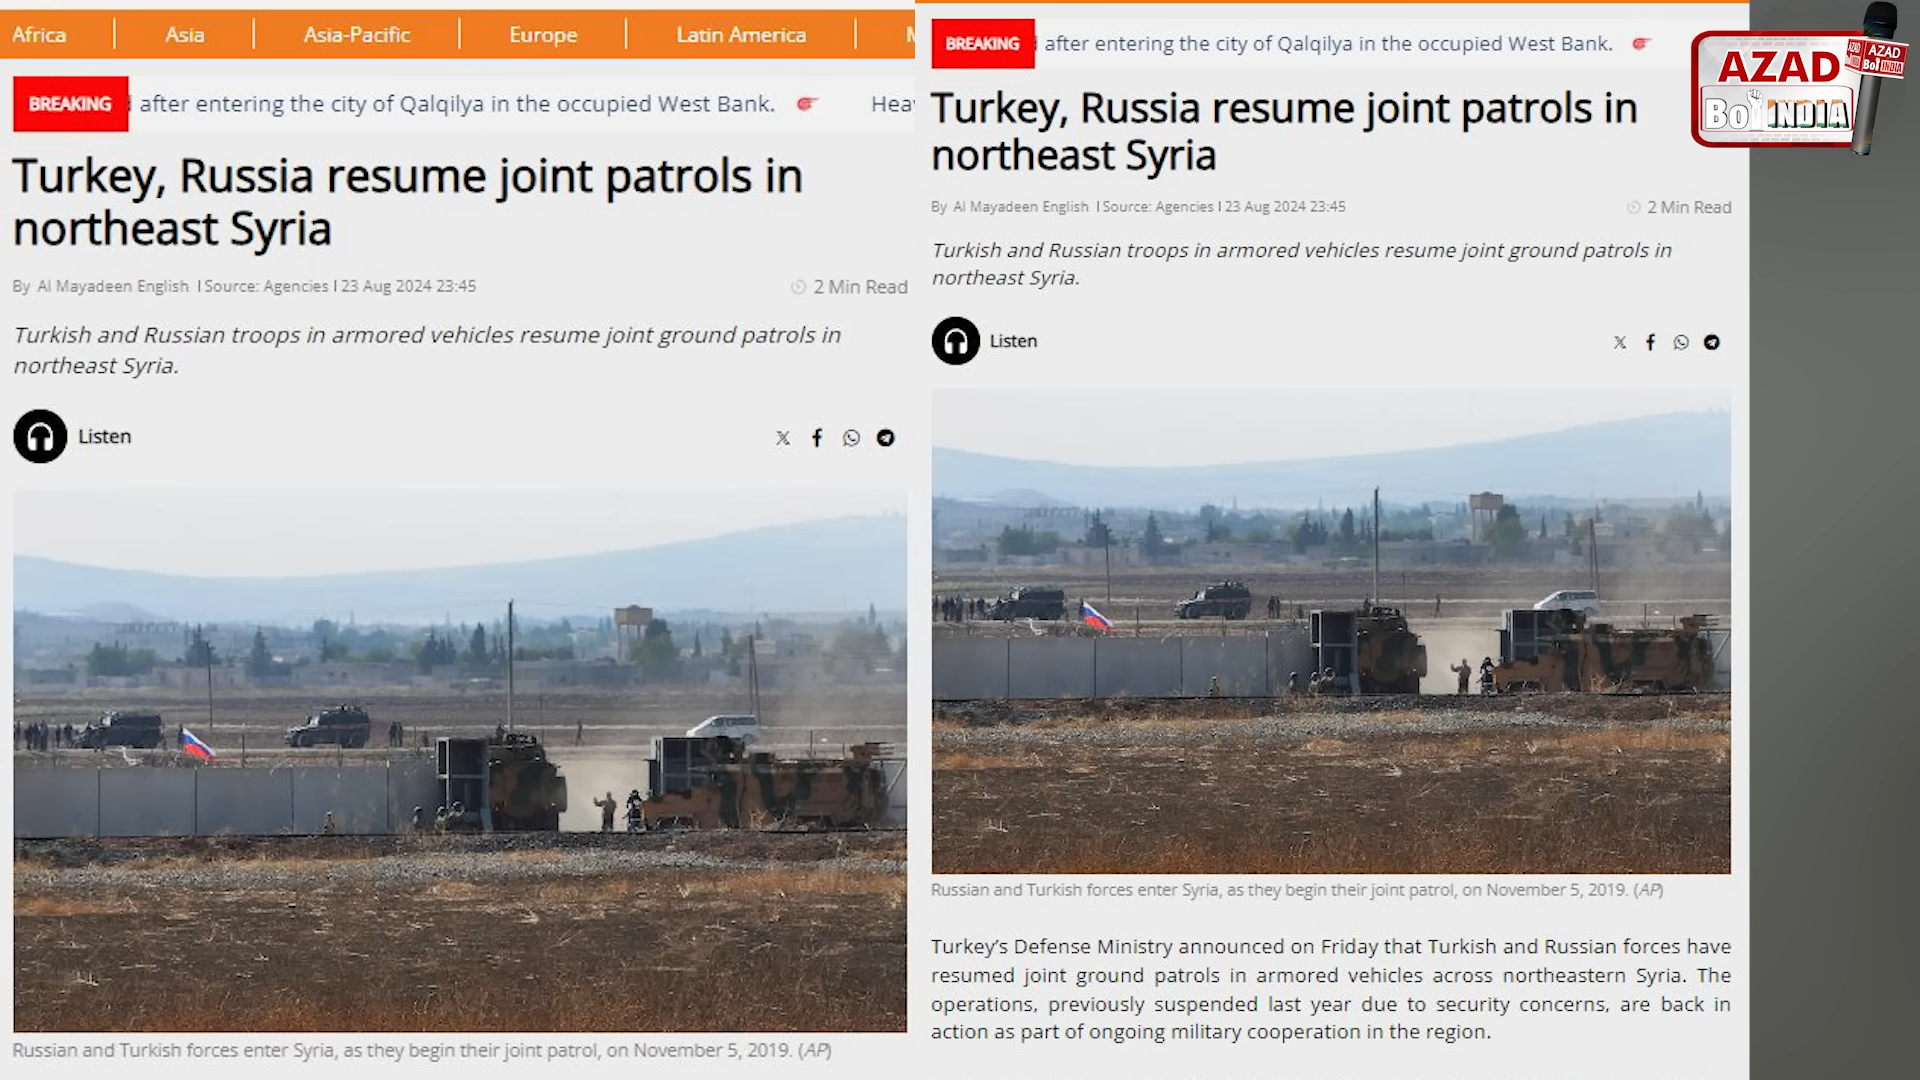 Africa
Asia
Asia-Pacific
Europe
Latin America
BREAKING
after entering the city of Qalqilya in the occupied West Bank.
Turkey, Russia resume joint patrols in
northeast Syria
By Al Mayadeen English | Source: Agencies | 23 Aug 2024 23:45
2 Min Read
Turkish and Russian troops in armored vehicles resume joint ground patrols in
northeast Syria.
Listen
Russian and Turkish forces enter Syria, as they begin their joint patrol, on November 5, 2019. (AP)
BREAKING
after entering the city of Qalqilya in the occupied West Bank.
Turkey, Russia resume joint patrols in
northeast Syria
By Al Mayadeen English | Source: Agencies | 23 Aug 2024 23:45
2 Min Read
Turkish and Russian troops in armored vehicles resume joint ground patrols in
northeast Syria.
Listen
Russian and Turkish forces enter Syria, as they begin their joint patrol, on November 5, 2019. (AP)
Turkey's Defense Ministry announced on Friday that Turkish and Russian forces have
resumed joint ground patrols in armored vehicles across northeastern Syria. The
operations, previously suspended last year due to security concerns, are back in
action as part of ongoing military cooperation in the region.
AZAD
Bol INDIA
AZAD
Bol INDIA